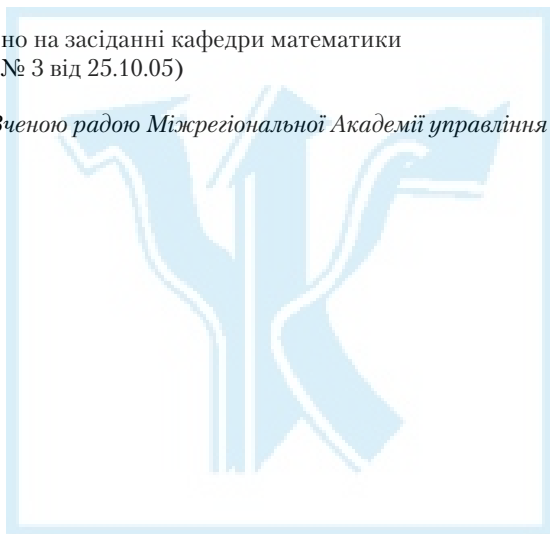 но на засіданні кафедри математики
№ 3 від 25.10.05)
Вченою радою Міжрегіональної Академії управління